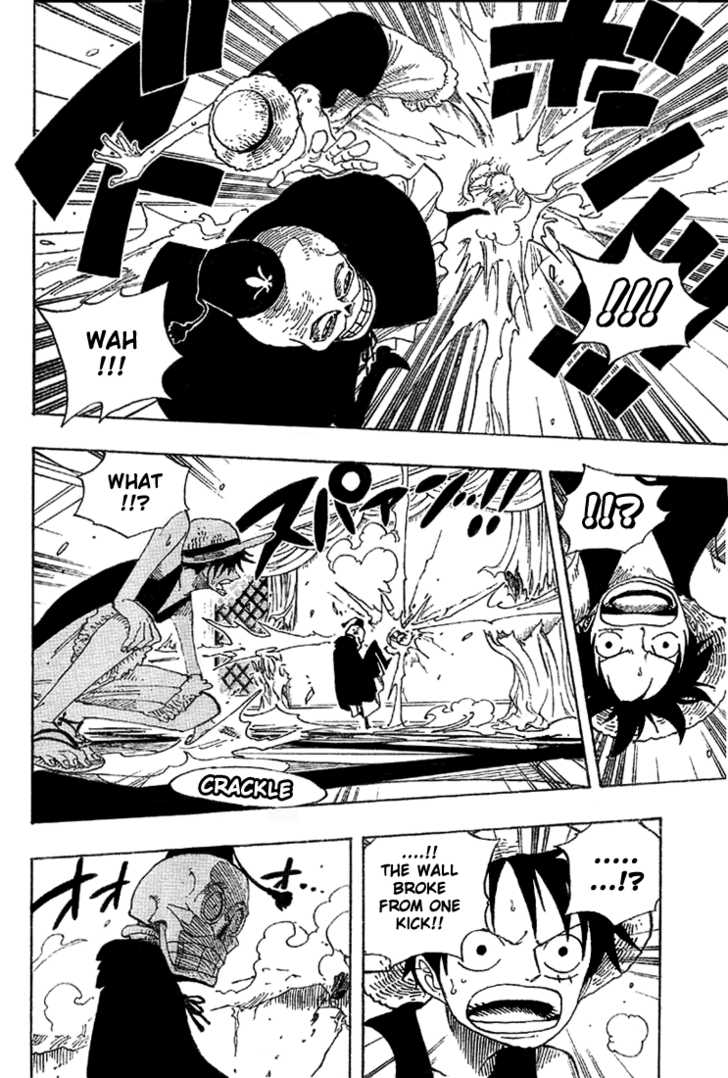 !!!
WAH
!!!
!!?
WHAT
!!?
スパァン!!
CRACKLE
.....
...!?
....!!
THE WALL
BROKE
FROM ONE
KICK!!
オオオ...